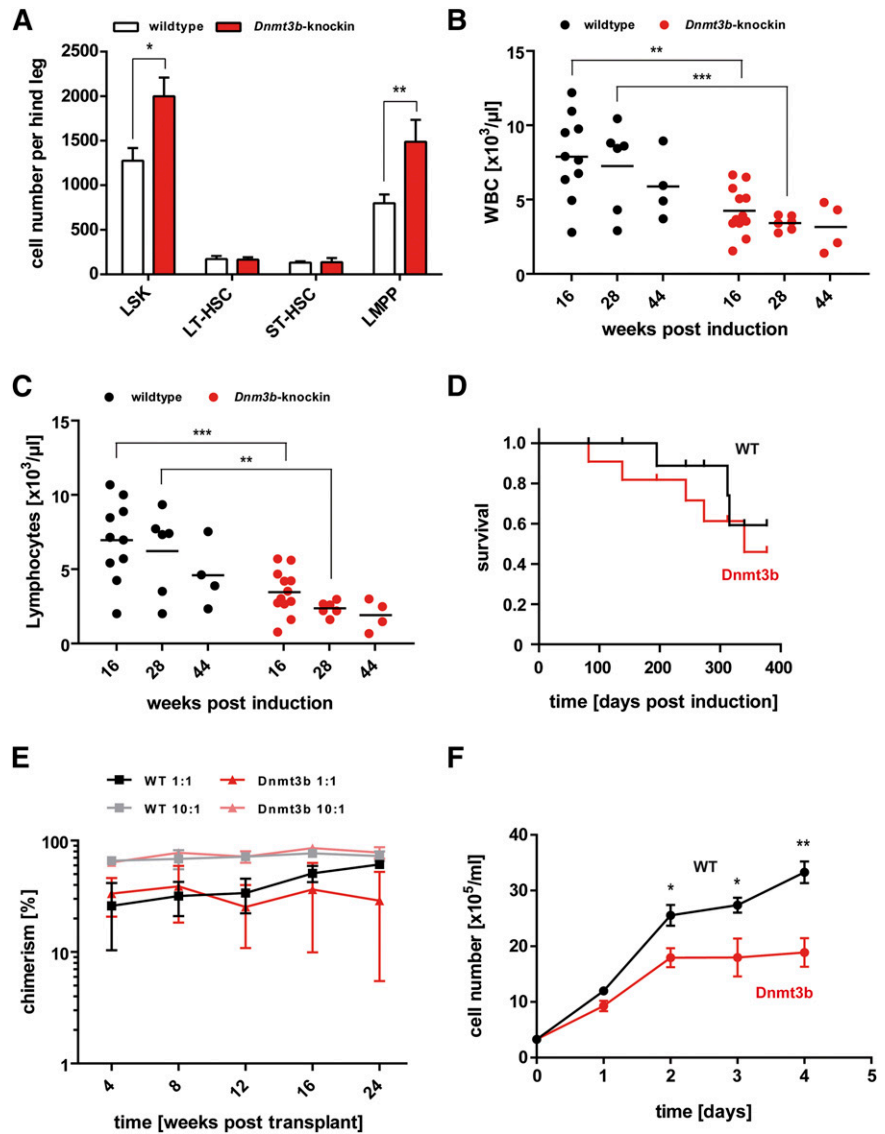 A
wildtype Dnmt3b-knockin
cell number per hind leg
2500
2000
1500
1000
500
0
*
**
LSK LT-HSC ST-HSC LMPP
B
wildtype Dnmt3b-knockin
WBC [x10³/µl]
15
10
5
0
**
***
16 28 44 16 28 44
weeks post induction
C
wildtype Dnm3b-knockin
Lymphocytes [x10³/µl]
15
10
5
0
***
**
16 28 44 16 28 44
weeks post induction
D
survival
1.0
0.8
0.6
0.4
0.2
0
WT
Dnmt3b
0 100 200 300 400
time [days post induction]
E
WT 1:1 Dnmt3b 1:1
WT 10:1 Dnmt3b 10:1
chimerism [%]
100
10
1
4 8 12 16 24
time [weeks post transplant]
F
cell number [x10⁵/ml]
40
30
20
10
0
WT
* * **
Dnmt3b
0 1 2 3 4 5
time [days]